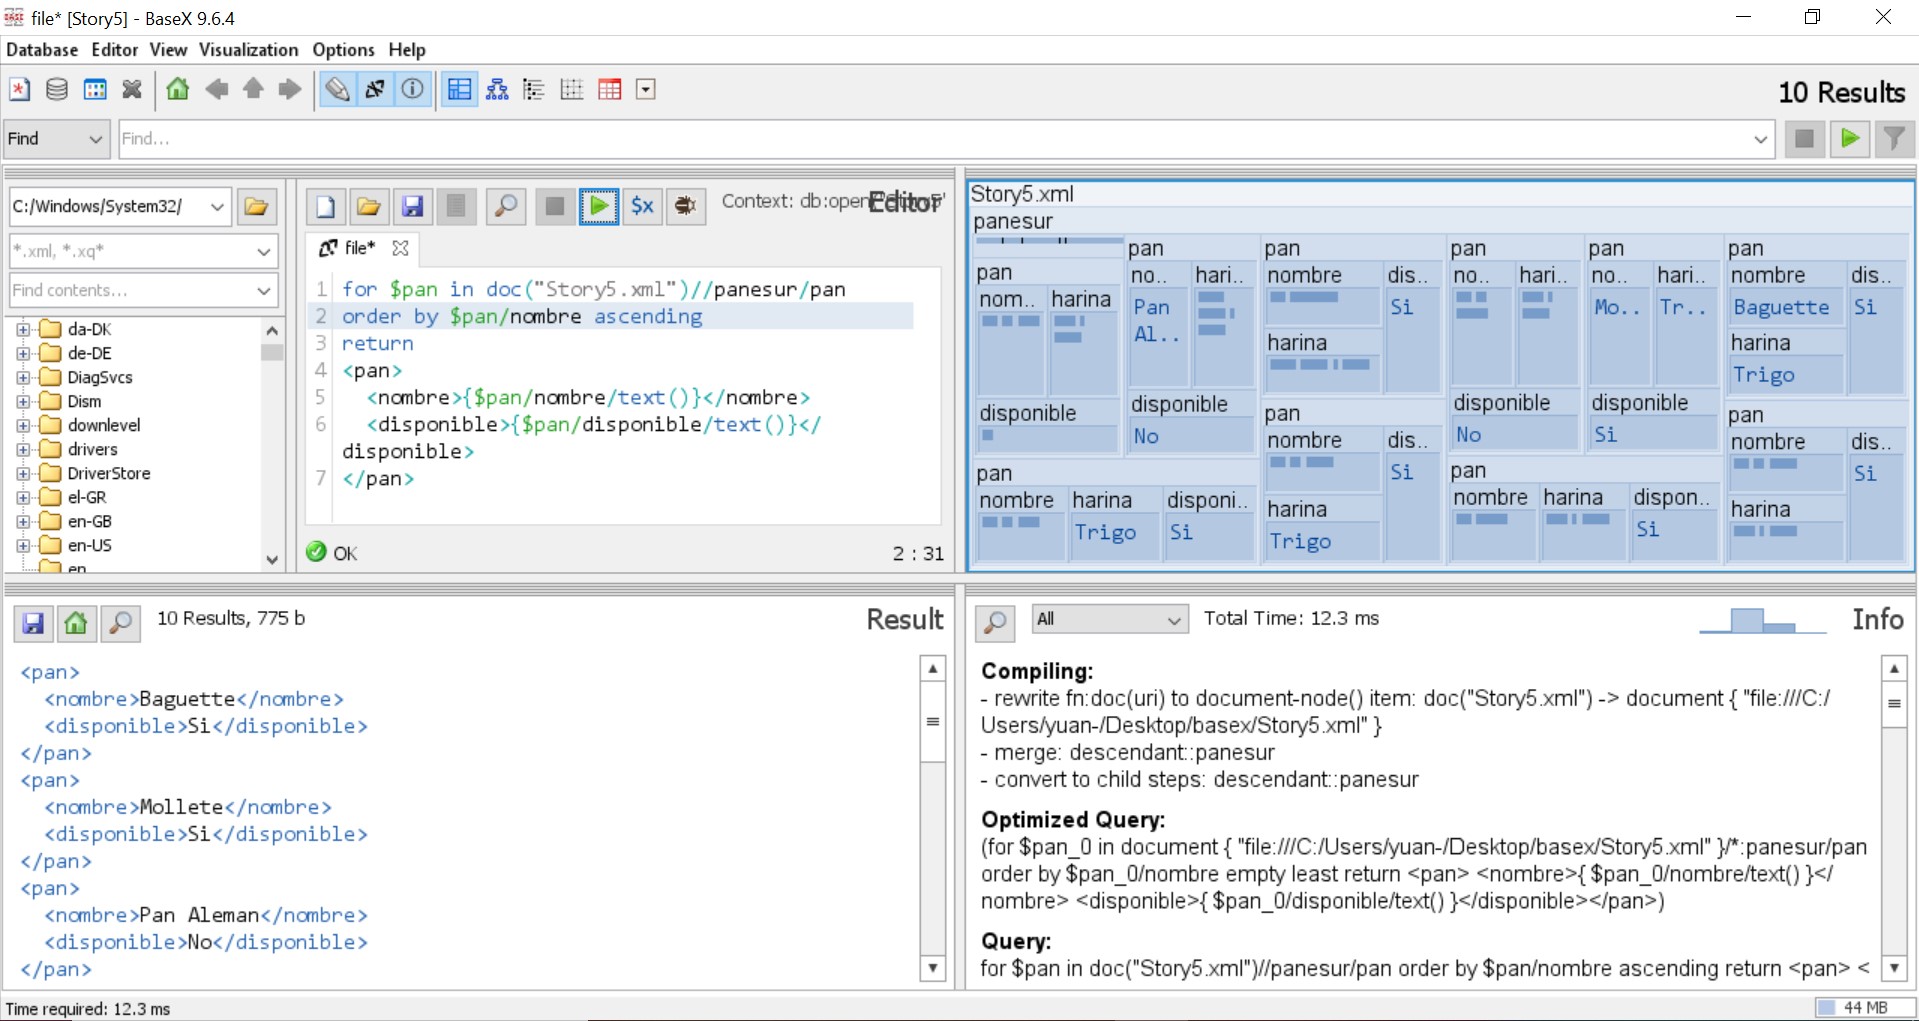 file* [Story5] - BaseX 9.6.4
Database Editor View Visualization Options Help
10 Results
Find
Find...
C:/Windows/System32/
*.xml, *.xq*
Find contents...
da-DK
de-DE
DiagSvcs
Dism
downlevel
drivers
DriverStore
el-GR
en-GB
en-US
en
$x
Context: db:open
Editor
file*
1 for $pan in doc("Story5.xml")//panesur/pan
2 order by $pan/nombre ascending
3 return
4 <pan>
5 <nombre>{$pan/nombre/text()}</nombre>
6 <disponible>{$pan/disponible/text()}</
disponible>
7 </pan>
OK
2 : 31
Story5.xml
panesur
pan
nom.. harina
disponible
pan
no.. hari..
Pan
Al..
disponible
No
pan
nombre harina disponi..
Trigo Si
pan
nombre dis..
Si
harina
pan
nombre dis..
Si
harina
Trigo
pan
no.. hari..
disponible
No
pan
no.. hari..
Mo.. Tr..
disponible
Si
pan
nombre harina dispon..
Si
pan
nombre dis..
Baguette Si
harina
Trigo
pan
nombre dis..
Si
harina
10 Results, 775 b
Result
<pan>
<nombre>Baguette</nombre>
<disponible>Si</disponible>
</pan>
<pan>
<nombre>Mollete</nombre>
<disponible>Si</disponible>
</pan>
<pan>
<nombre>Pan Aleman</nombre>
<disponible>No</disponible>
</pan>
All
Total Time: 12.3 ms
Info
Compiling:
- rewrite fn:doc(uri) to document-node() item: doc("Story5.xml") -> document { "file:///C:/
Users/yuan-/Desktop/basex/Story5.xml" }
- merge: descendant::panesur
- convert to child steps: descendant::panesur
Optimized Query:
(for $pan_0 in document { "file:///C:/Users/yuan-/Desktop/basex/Story5.xml" }/*:panesur/pan
order by $pan_0/nombre empty least return <pan> <nombre>{ $pan_0/nombre/text() }</
nombre> <disponible>{ $pan_0/disponible/text() }</disponible></pan>)
Query:
for $pan in doc("Story5.xml")//panesur/pan order by $pan/nombre ascending return <pan> <
Time required: 12.3 ms
44 MB